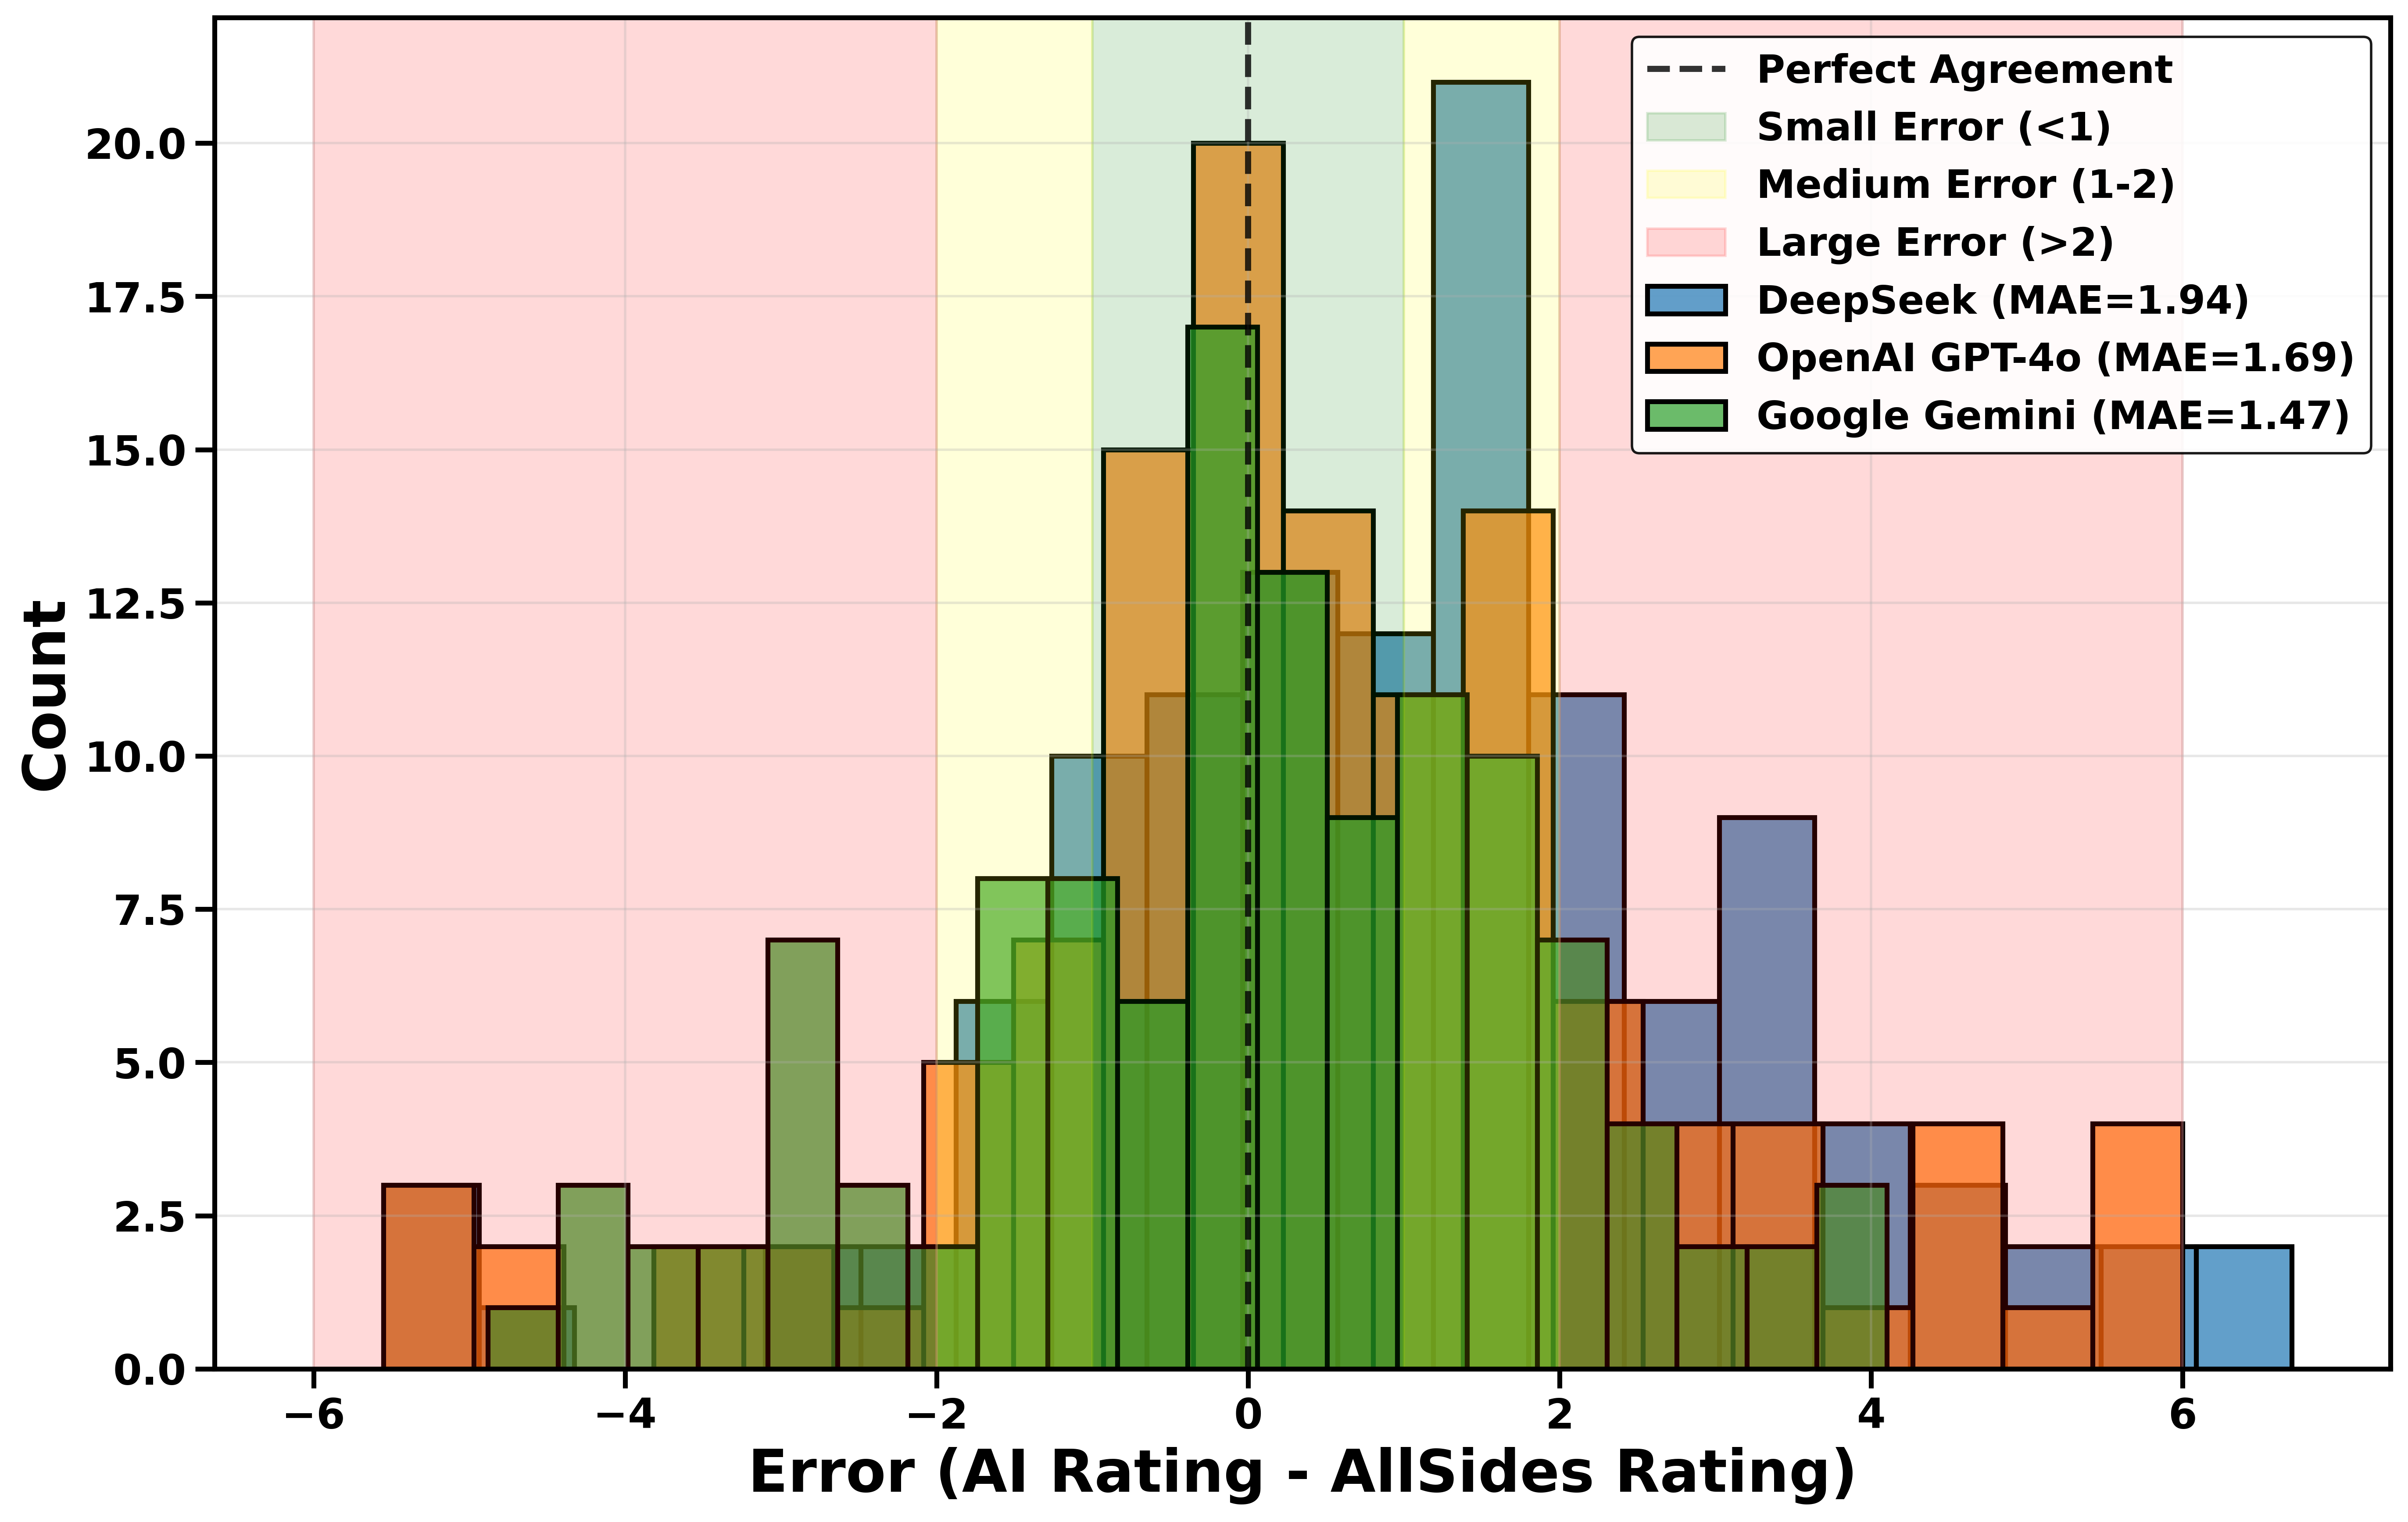 Perfect Agreement
Small Error (<1)
Medium Error (1-2)
Large Error (>2)
DeepSeek (MAE=1.94)
OpenAI GPT-4o (MAE=1.69)
Google Gemini (MAE=1.47)
20.0
17.5
15.0
12.5
10.0
7.5
5.0
2.5
0.0
Count
−6 −4 −2 0 2 4 6
Error (AI Rating - AllSides Rating)